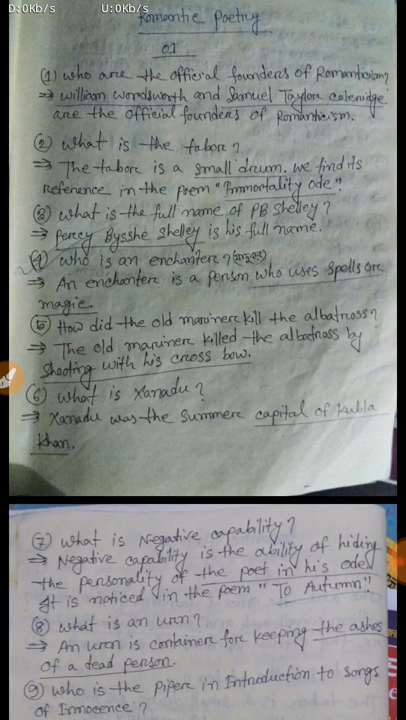 D:0Kb/s U:0Kb/s
Romantic Poetry
01
(1) who are the official founders of Romanticism?
⇒ william wordsworth and Samuel Taylor coleridge
are the official founders of Romanticism.
(2) what is the tabor?
⇒ The tabor is a small drum. we find its
reference in the poem "Immortality ode".
(3) what is the full name of PB Shelley?
⇒ percy Bysshe Shelley is his full name.
(4) who is an enchanter?
⇒ An enchanter is a person who uses spells or
magic.
(5) How did the old mariner kill the albatross?
⇒ The old mariner killed the albatross by
shooting with his cross bow.
(6) what is Xanadu?
⇒ Xanadu was the summer capital of Kubla
Khan.
(7) what is Negative capability?
⇒ Negative capability is the ability of hiding
the personality of the poet in his ode.
It is noticed in the poem "To Autumn".
(8) what is an urn?
⇒ An urn is container for keeping the ashes
of a dead person.
(9) who is the piper in Introduction to songs
of Innocence?